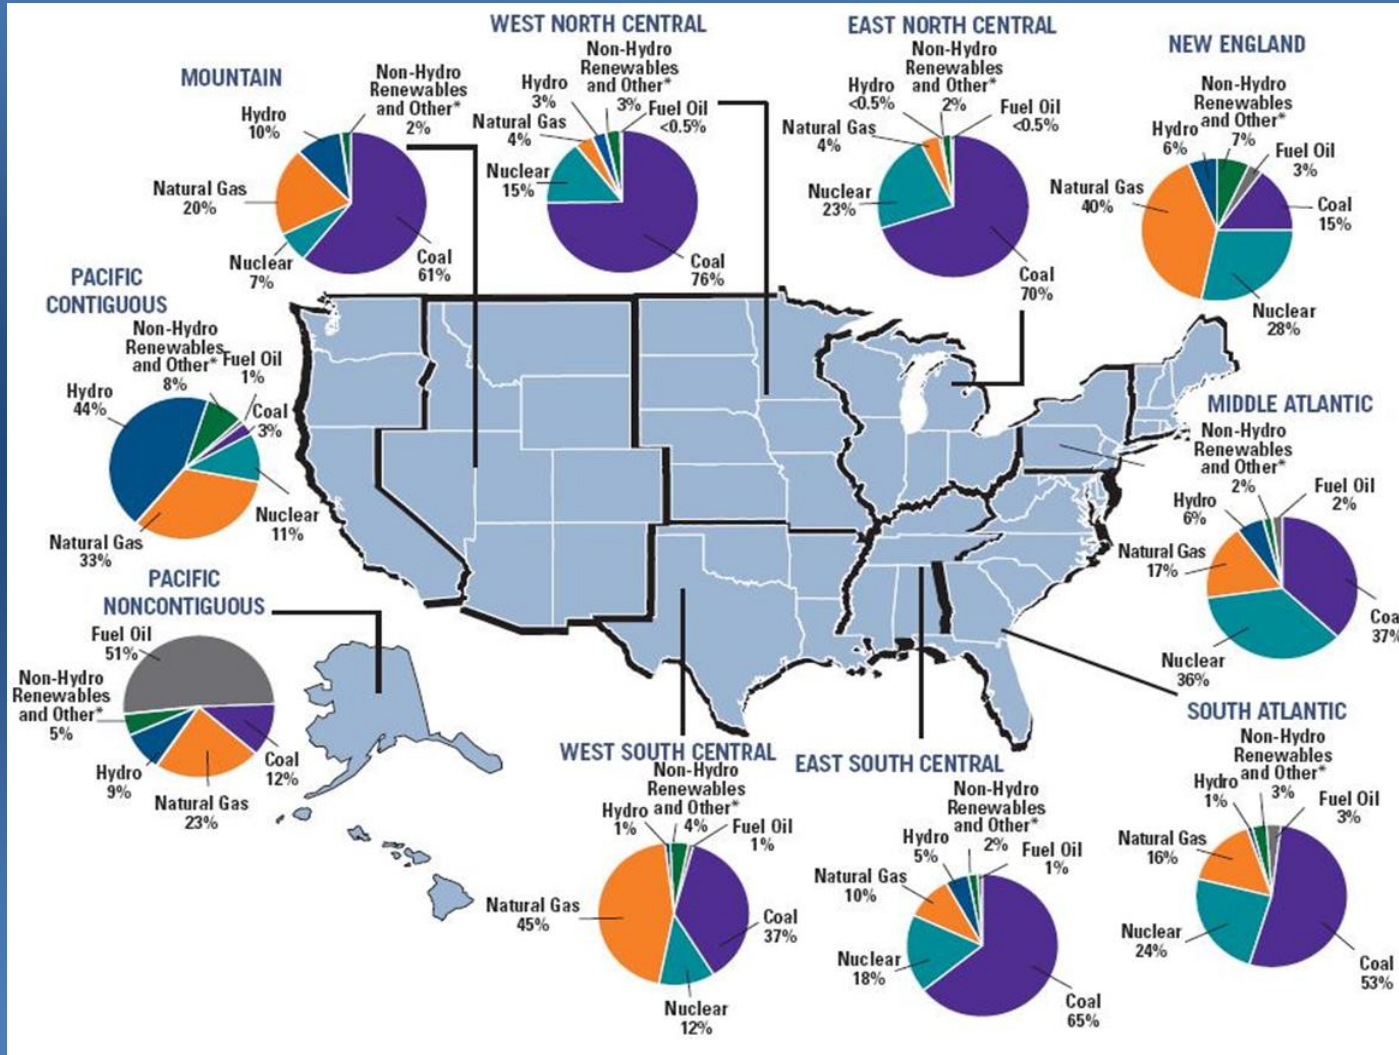 WEST NORTH CENTRAL
Non-Hydro
Renewables
and Other*
3%
Hydro
3%
Fuel Oil
<0.5%
Natural Gas
4%
Nuclear
15%
Coal
76%
EAST NORTH CENTRAL
Non-Hydro
Renewables
and Other*
2%
Hydro
<0.5%
Fuel Oil
<0.5%
Natural Gas
4%
Nuclear
23%
Coal
70%
NEW ENGLAND
Non-Hydro
Renewables
and Other*
7%
Hydro
6%
Fuel Oil
3%
Natural Gas
40%
Coal
15%
Nuclear
28%
MOUNTAIN
Non-Hydro
Renewables
and Other*
2%
Hydro
10%
Natural Gas
20%
Nuclear
7%
Coal
61%
PACIFIC
CONTIGUOUS
Non-Hydro
Renewables
and Other*
8%
Fuel Oil
1%
Hydro
44%
Coal
3%
Nuclear
11%
Natural Gas
33%
MIDDLE ATLANTIC
Non-Hydro
Renewables
and Other*
2%
Fuel Oil
2%
Hydro
6%
Natural Gas
17%
Coa
37%
Nuclear
36%
PACIFIC
NONCONTIGUOUS
Fuel Oil
51%
Non-Hydro
Renewables
and Other*
5%
Hydro
9%
Coal
12%
Natural Gas
23%
WEST SOUTH CENTRAL
Non-Hydro
Renewables
and Other*
4%
Hydro
1%
Fuel Oil
1%
Natural Gas
45%
Coal
37%
Nuclear
12%
EAST SOUTH CENTRAL
Non-Hydro
Renewables
and Other*
2%
Hydro
5%
Fuel Oil
1%
Natural Gas
10%
Nuclear
18%
Coal
65%
SOUTH ATLANTIC
Non-Hydro
Renewables
and Other*
3%
Hydro
1%
Fuel Oil
3%
Natural Gas
16%
Nuclear
24%
Coal
53%